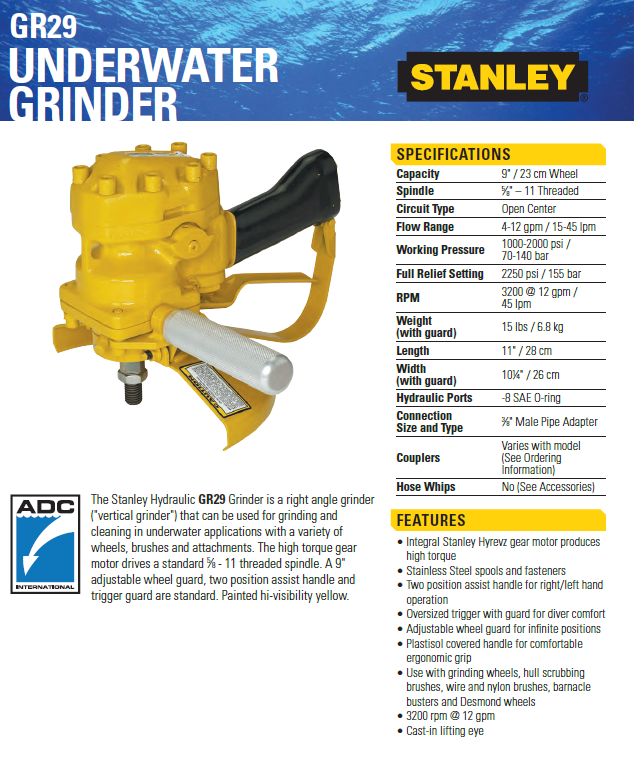 GR29
UNDERWATER
GRINDER
STANLEY
SPECIFICATIONS
Capacity 9" / 23 cm Wheel
Spindle ⅝" – 11 Threaded
Circuit Type Open Center
Flow Range 4-12 gpm / 15-45 lpm
Working Pressure 1000-2000 psi /
70-140 bar
Full Relief Setting 2250 psi / 155 bar
RPM 3200 @ 12 gpm /
45 lpm
Weight
(with guard) 15 lbs / 6.8 kg
Length 11" / 28 cm
Width
(with guard) 10¼" / 26 cm
Hydraulic Ports -8 SAE O-ring
Connection
Size and Type ⅜" Male Pipe Adapter
Couplers Varies with model
(See Ordering
Information)
Hose Whips No (See Accessories)
ADC
INTERNATIONAL
The Stanley Hydraulic GR29 Grinder is a right angle grinder
("vertical grinder") that can be used for grinding and
cleaning in underwater applications with a variety of
wheels, brushes and attachments. The high torque gear
motor drives a standard ⅝ - 11 threaded spindle. A 9"
adjustable wheel guard, two position assist handle and
trigger guard are standard. Painted hi-visibility yellow.
FEATURES
• Integral Stanley Hyrevz gear motor produces
high torque
• Stainless Steel spools and fasteners
• Two position assist handle for right/left hand
operation
• Oversized trigger with guard for diver comfort
• Adjustable wheel guard for infinite positions
• Plastisol covered handle for comfortable
ergonomic grip
• Use with grinding wheels, hull scrubbing
brushes, wire and nylon brushes, barnacle
busters and Desmond wheels
• 3200 rpm @ 12 gpm
• Cast-in lifting eye